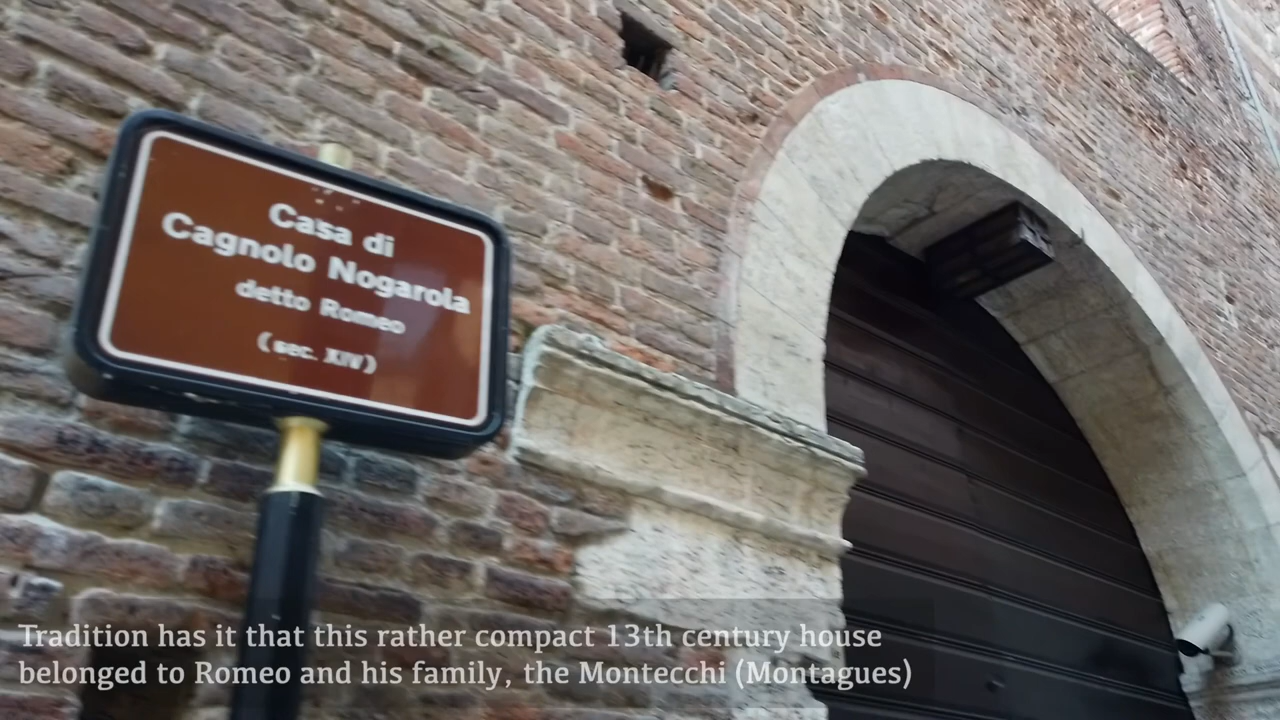 Casa di
Cagnolo Nogarola
detto Romeo
(sec. XIV)
Tradition has it that this rather compact 13th century house
belonged to Romeo and his family, the Montecchi (Montagues)